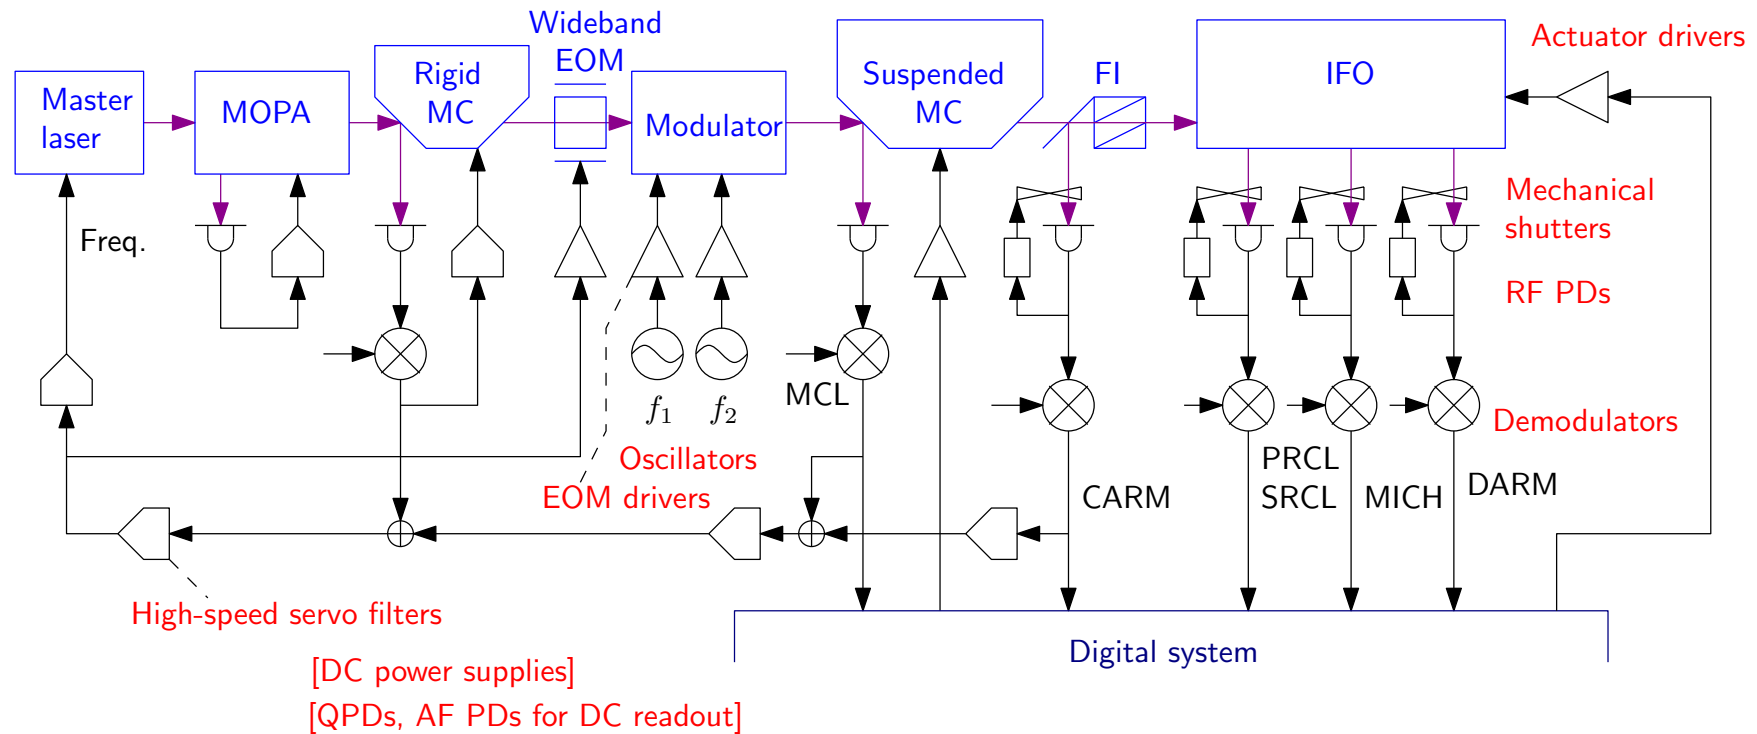 Wideband
EOM
Actuator drivers
Master
laser
MOPA
Rigid
MC
Modulator
Suspended
MC
FI
IFO
Mechanical
shutters
Freq.
RF PDs
MCL
f1
f2
Demodulators
Oscillators
EOM drivers
CARM
PRCL
SRCL
MICH
DARM
High-speed servo filters
Digital system
[DC power supplies]
[QPDs, AF PDs for DC readout]